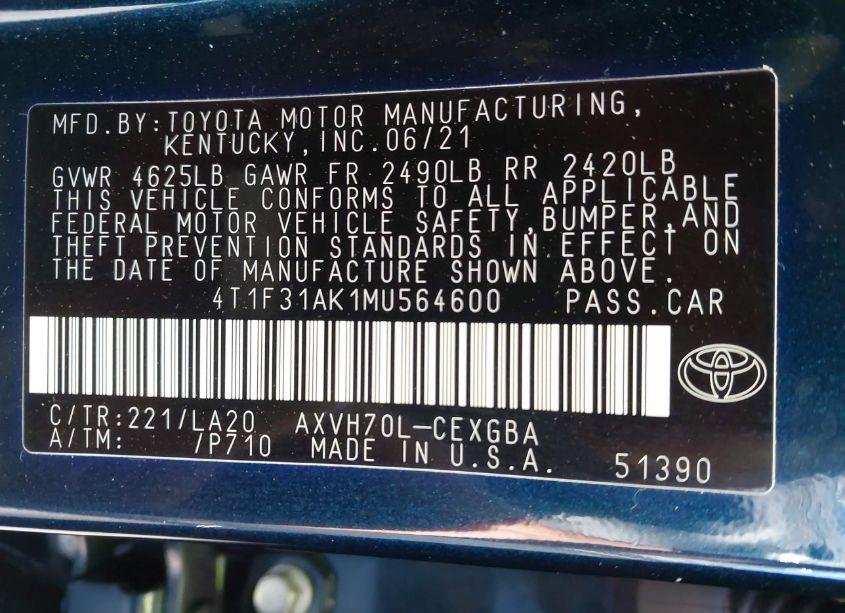 MFD.BY:TOYOTA MOTOR MANUFACTURING,
KENTUCKY,INC.06/21
GVWR 4625LB GAWR FR 2490LB RR 2420LB
THIS VEHICLE CONFORMS TO ALL APPLICABLE
FEDERAL MOTOR VEHICLE SAFETY,BUMPER,AND
THEFT PREVENTION STANDARDS IN EFFECT ON
THE DATE OF MANUFACTURE SHOWN ABOVE.
4T1F31AK1MU564600 PASS.CAR
C/TR:221/LA20 AXVH70L-CEXGBA
A/TM: /P710 MADE IN U.S.A. 51390